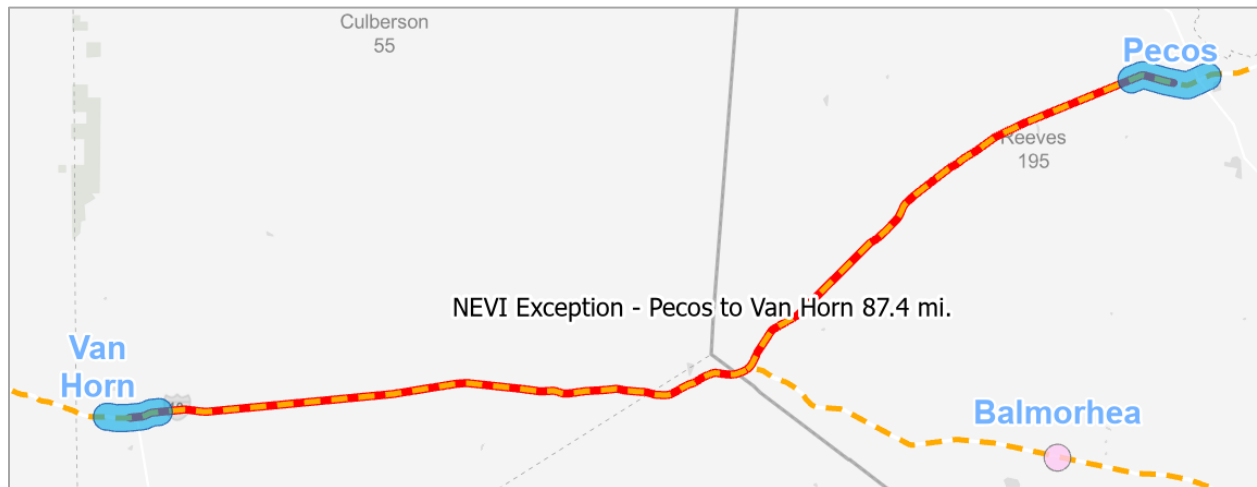 Culberson
55
Pecos
Reeves
195
NEVI Exception - Pecos to Van Horn 87.4 mi.
Van
Horn
Balmorhea